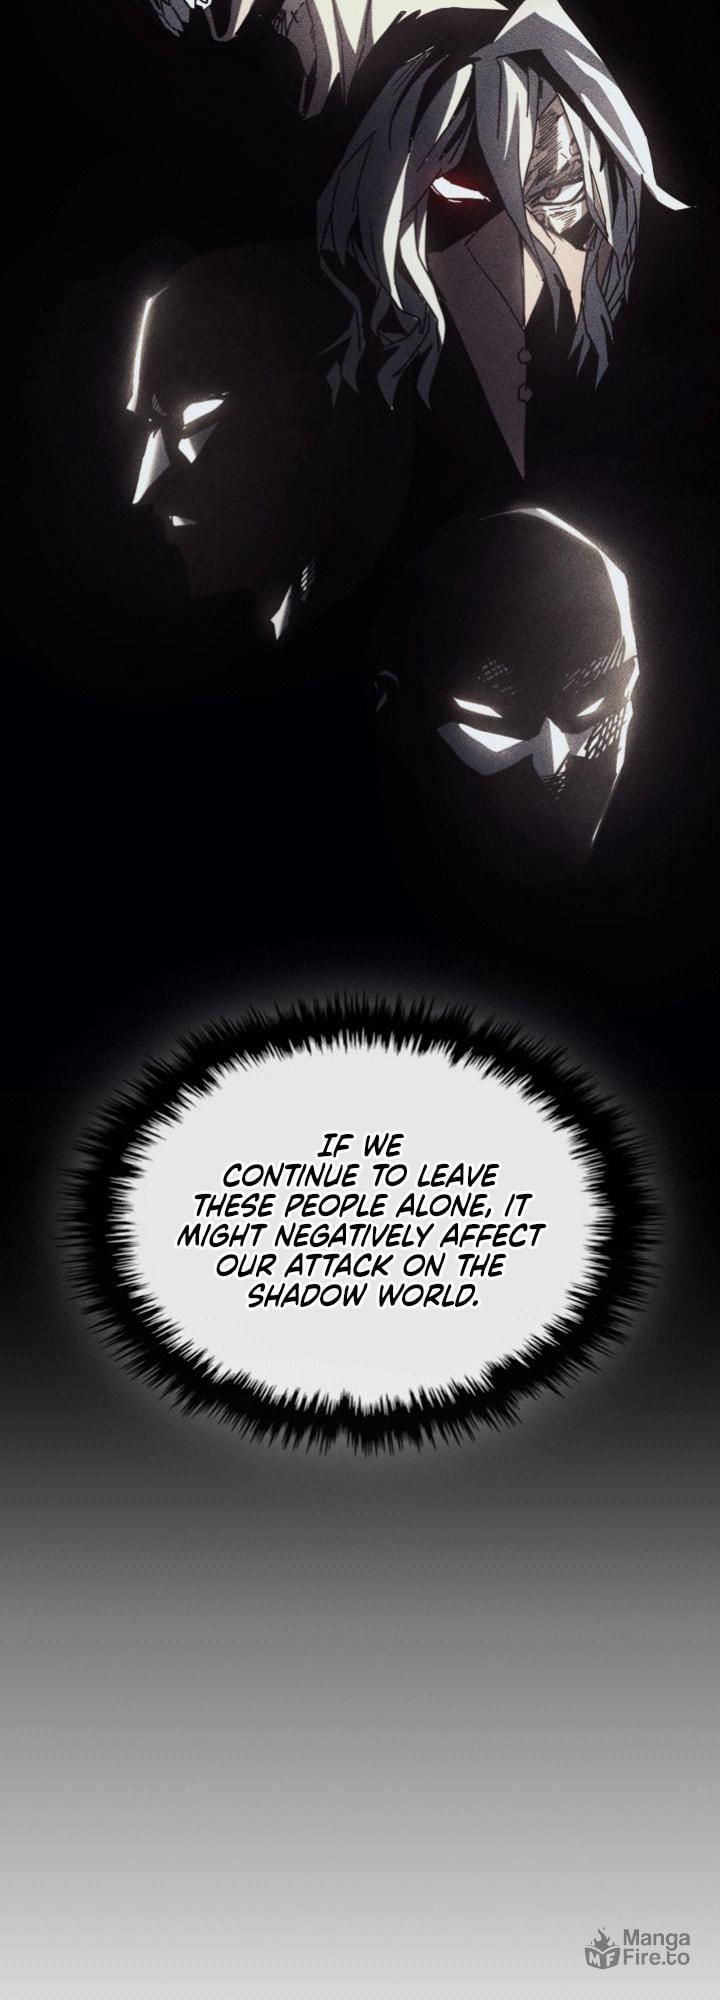 IF WE
CONTINUE TO LEAVE
THESE PEOPLE ALONE, IT
MIGHT NEGATIVELY AFFECT
OUR ATTACK ON THE
SHADOW WORLD.
MF Manga
Fire.to